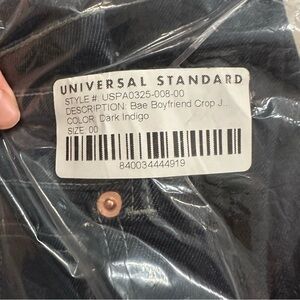 UNIVERSAL STANDARD
STYLE #: USPA0325-008-00
DESCRIPTION: Bae Boyfriend Crop J...
COLOR: Dark Indigo
SIZE: 00
840034444919